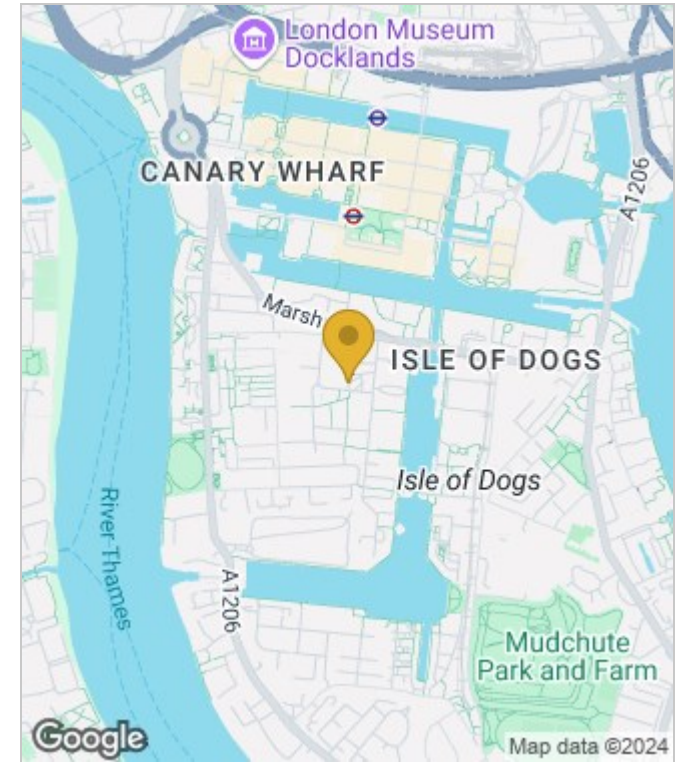 London Museum
Docklands
CANARY WHARF
A1206
Marsh
ISLE OF DOGS
Isle of Dogs
River Thames
A1206
Mudchute
Park and Farm
Google
Map data ©2024